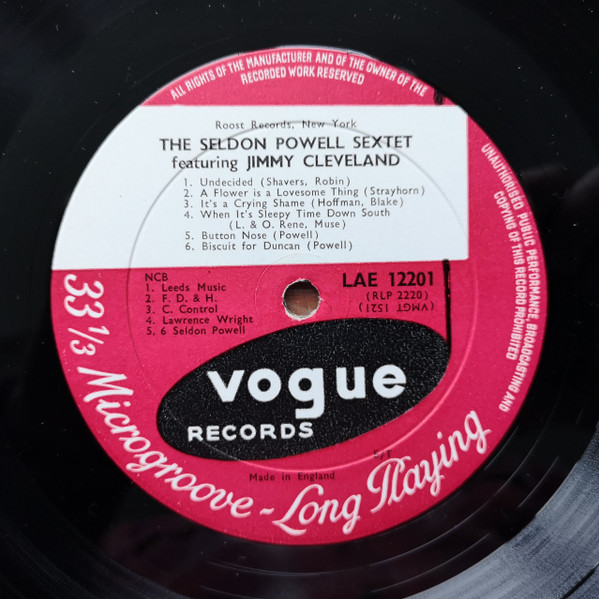 ALL RIGHTS OF THE MANUFACTURER AND OF THE OWNER OF THE
RECORDED WORK RESERVED
UNAUTHORISED PUBLIC PERFORMANCE, BROADCASTING AND
COPYING OF THIS RECORD PROHIBITED
Roost Records, New York
THE SELDON POWELL SEXTET
featuring JIMMY CLEVELAND
1. Undecided (Shavers, Robin)
2. A Flower is a Lovesome Thing (Strayhorn)
3. It's a Crying Shame (Hoffman, Blake)
4. When It's Sleepy Time Down South
(L. & O. Rene, Muse)
5. Button Nose (Powell)
6. Biscuit for Duncan (Powell)
NCB
1. Leeds Music
2. F. D. & H.
3. C. Control
4. Lawrence Wright
5. 6 Seldon Powell
LAE 12201
(RLP 2220)
(VMGT 1521)
vogue
RECORDS
Made in England
33 1/3 Microgroove - Long Playing